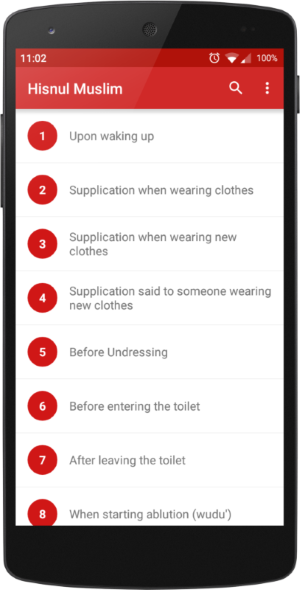 11:02 100%
Hisnul Muslim
1 Upon waking up
2 Supplication when wearing clothes
3 Supplication when wearing new
clothes
4 Supplication said to someone wearing
new clothes
5 Before Undressing
6 Before entering the toilet
7 After leaving the toilet
8 When starting ablution (wudu’)